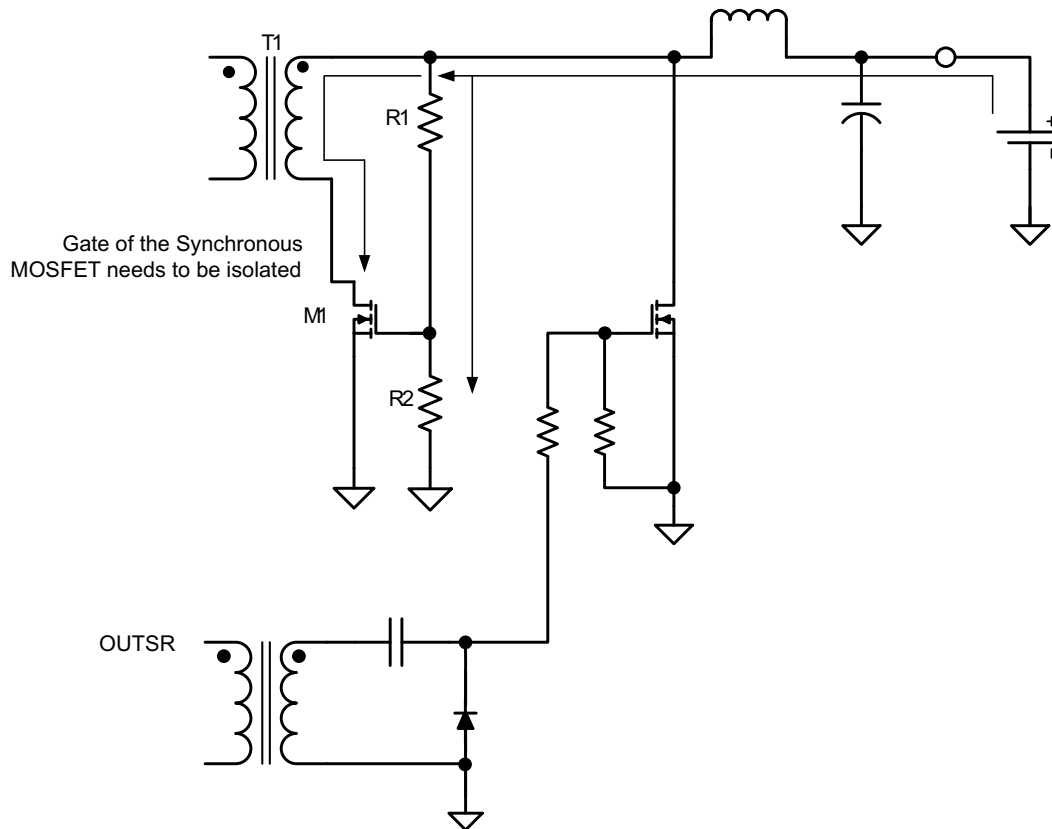 T1
R1
+
Gate of the Synchronous
MOSFET needs to be isolated
M1
R2
OUTSR